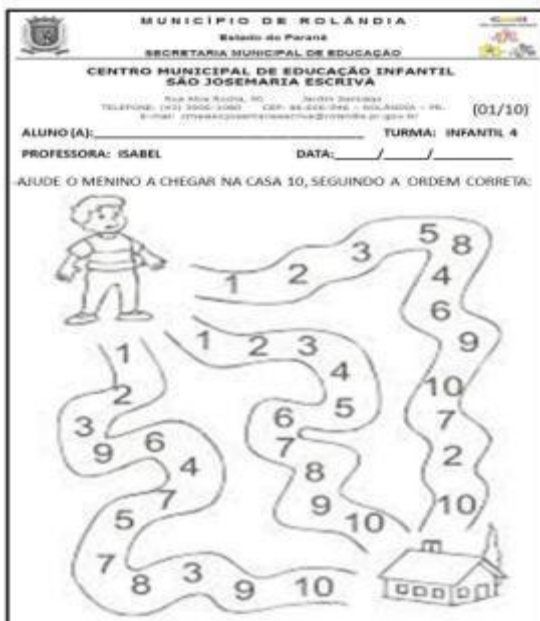 MUNICÍPIO DE ROLÂNDIA
Estado do Paraná
SECRETARIA MUNICIPAL DE EDUCAÇÃO
CENTRO MUNICIPAL DE EDUCAÇÃO INFANTIL
SÃO JOSEMARIA ESCRIVÁ
(01/10)
ALUNO (A):
TURMA: INFANTIL 4
PROFESSORA: ISABEL
DATA:____/____/____
-AJUDE O MENINO A CHEGAR NA CASA 10, SEGUINDO A ORDEM CORRETA:
1 2 3 5 8 4 6 9 10 7 2 10
1 2 3 4 5 6 7 8 9 10
1 2 3 9 6 4 7 5 7 8 3 9 10